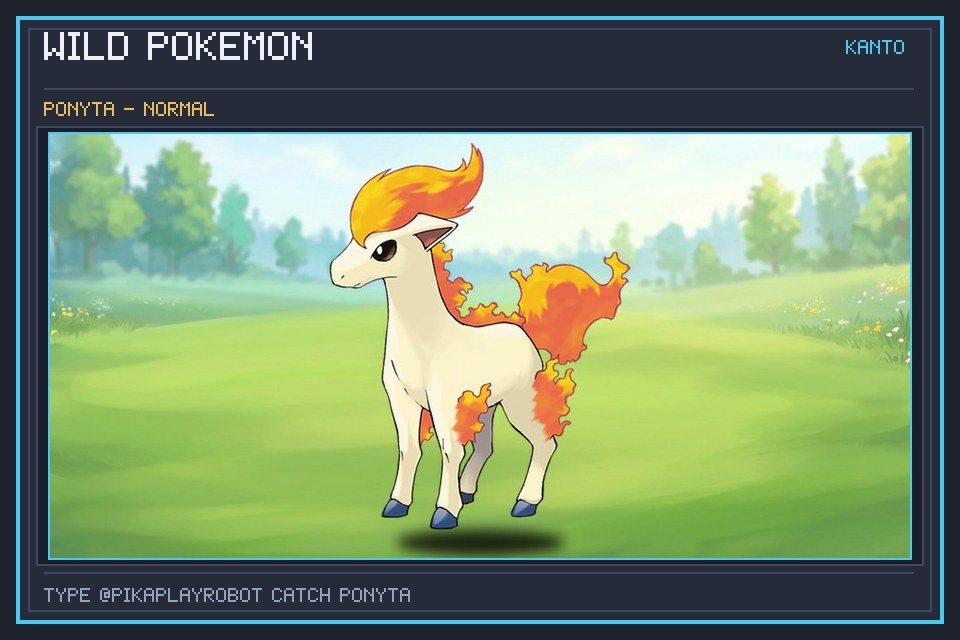 WILD POKEMON
KANTO
PONYTA - NORMAL
TYPE @PIKAPLAYROBOT CATCH PONYTA